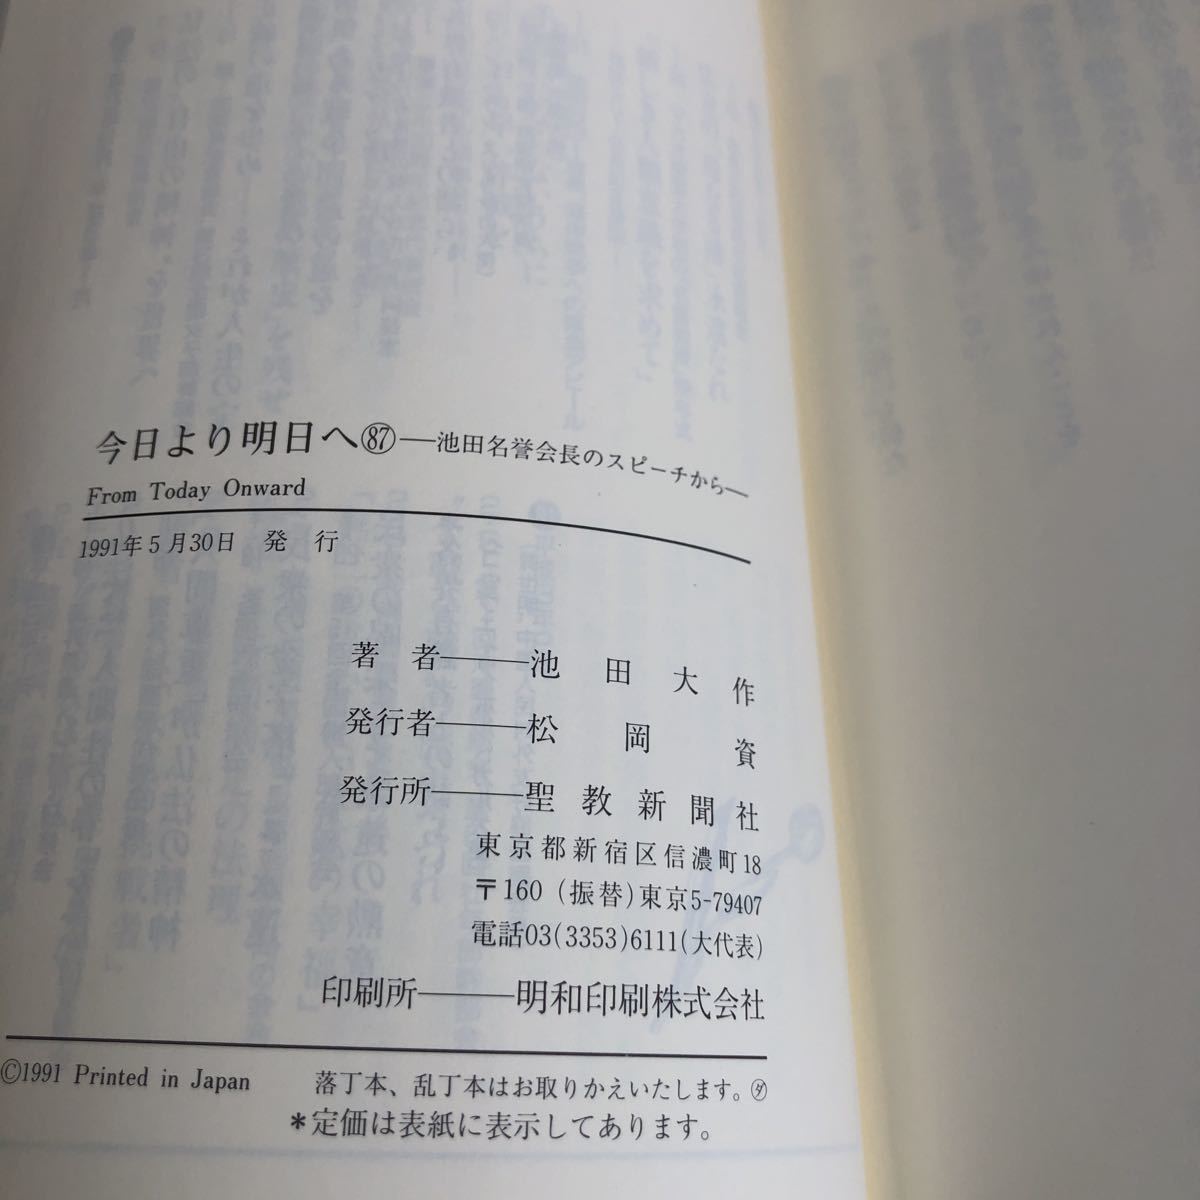 今日より明日へ㊼—池田名誉会長のスピーチから—
From Today Onward
1991年5月30日 発 行
著 者———池 田 大 作
発行者———松 岡 資
発行所———聖教新聞社
東京都新宿区信濃町18
〒160 (振替)東京5-79407
電話03(3353)6111(大代表)
印刷所———明和印刷株式会社
©1991 Printed in Japan 落丁本、乱丁本はお取りかえいたします。㋟
＊定価は表紙に表示してあります。